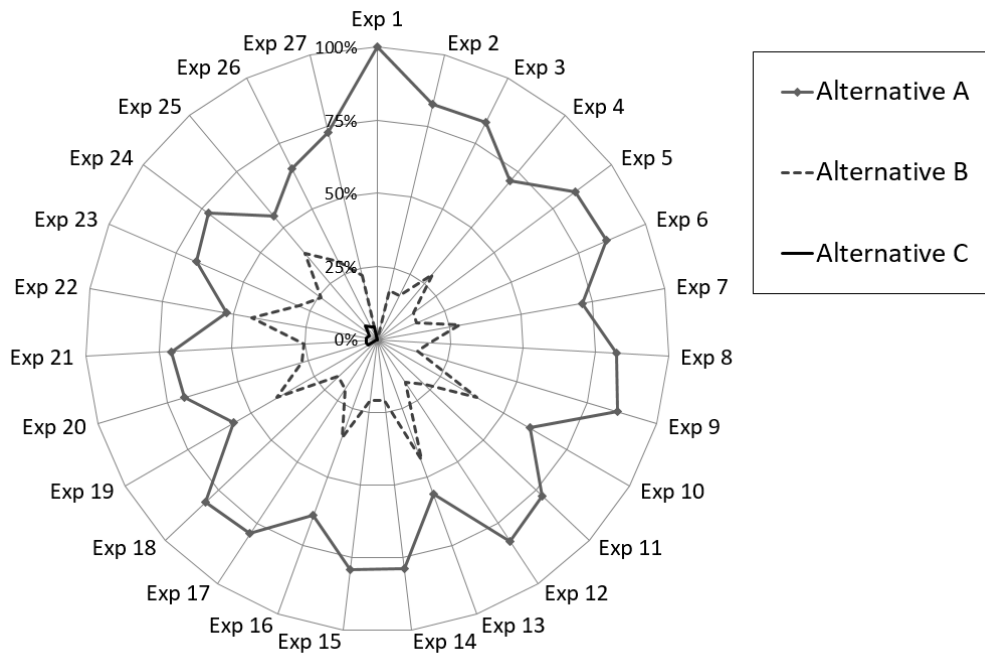 Exp 1
Exp 2
Exp 3
Exp 4
Exp 5
Exp 6
Exp 7
Exp 8
Exp 9
Exp 10
Exp 11
Exp 12
Exp 13
Exp 14
Exp 15
Exp 16
Exp 17
Exp 18
Exp 19
Exp 20
Exp 21
Exp 22
Exp 23
Exp 24
Exp 25
Exp 26
Exp 27
100%
75%
50%
25%
0%
Alternative A
Alternative B
Alternative C